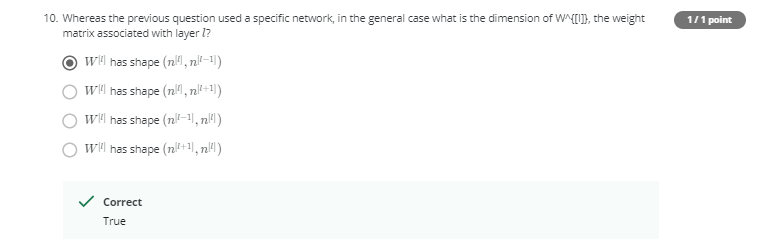 10. Whereas the previous question used a specific network, in the general case what is the dimension of W^{[l]}, the weight
matrix associated with layer l?
1 / 1 point
W^[l] has shape (n^[l], n^[l−1])
W^[l] has shape (n^[l], n^[l+1])
W^[l] has shape (n^[l−1], n^[l])
W^[l] has shape (n^[l+1], n^[l])
Correct
True